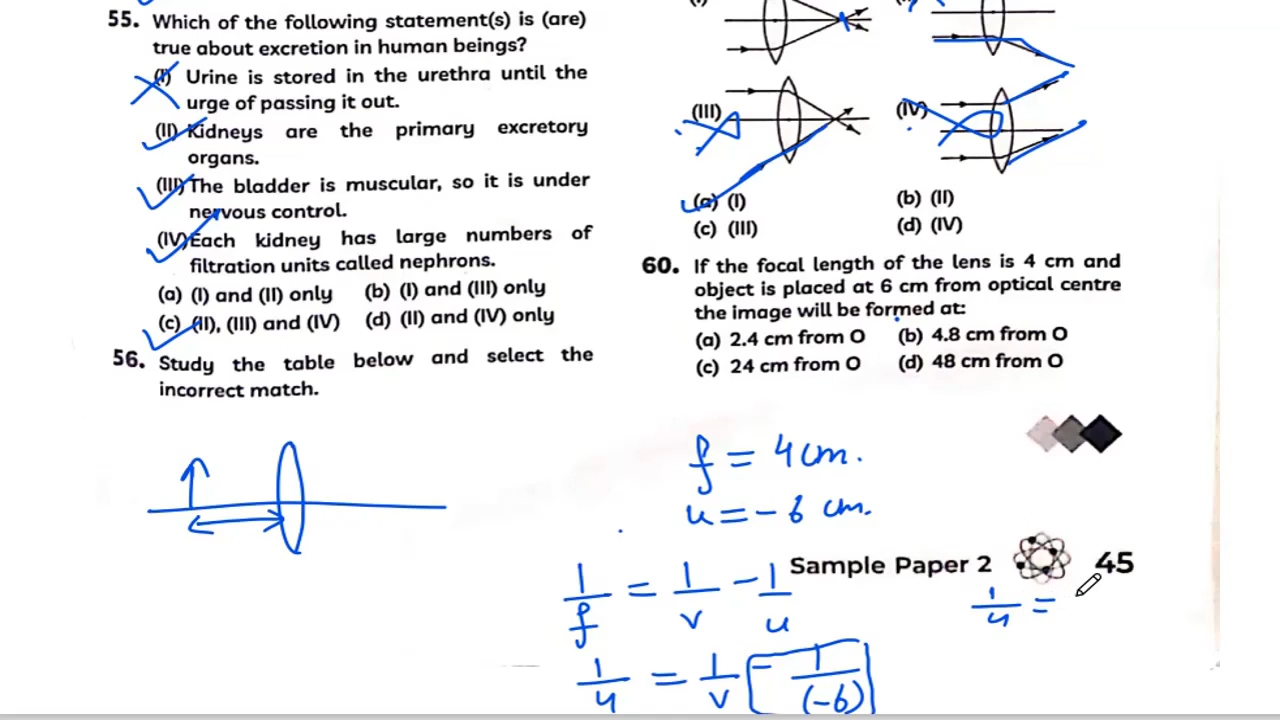 55. Which of the following statement(s) is (are)
true about excretion in human beings?
(I) Urine is stored in the urethra until the
urge of passing it out.
(II) Kidneys are the primary excretory
organs.
(III) The bladder is muscular, so it is under
nervous control.
(IV) Each kidney has large numbers of
filtration units called nephrons.
(a) (I) and (II) only (b) (I) and (III) only
(c) (II), (III) and (IV) (d) (II) and (IV) only
56. Study the table below and select the
incorrect match.
(III) (IV)
(a) (I) (b) (II)
(c) (III) (d) (IV)
60. If the focal length of the lens is 4 cm and
object is placed at 6 cm from optical centre
the image will be formed at:
(a) 2.4 cm from O (b) 4.8 cm from O
(c) 24 cm from O (d) 48 cm from O
f = 4 cm.
u = - 6 cm.
Sample Paper 2 45
1/f = 1/v - 1/u
1/4 =
1/4 = 1/v - 1/(-6)